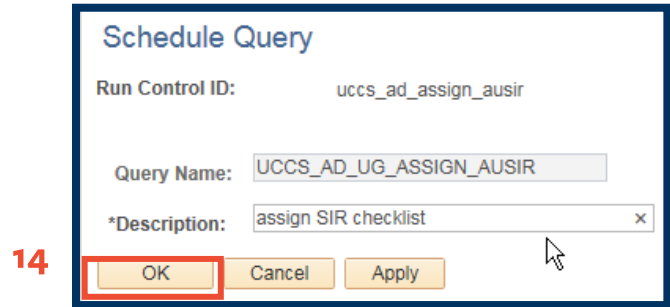 Schedule Query
Run Control ID: uccs_ad_assign_ausir
Query Name: UCCS_AD_UG_ASSIGN_AUSIR
*Description: assign SIR checklist ×
14 OK Cancel Apply